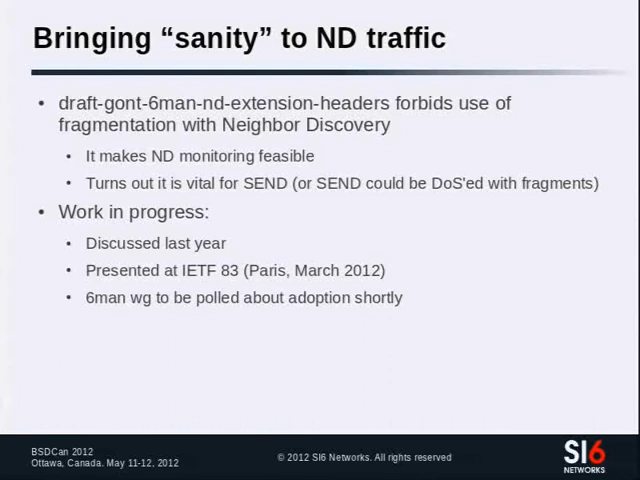 Bringing “sanity” to ND traffic
• draft-gont-6man-nd-extension-headers forbids use of
fragmentation with Neighbor Discovery
• It makes ND monitoring feasible
• Turns out it is vital for SEND (or SEND could be DoS'ed with fragments)
• Work in progress:
• Discussed last year
• Presented at IETF 83 (Paris, March 2012)
• 6man wg to be polled about adoption shortly
BSDCan 2012
Ottawa, Canada. May 11-12, 2012
© 2012 SI6 Networks. All rights reserved
SI6
NETWORKS